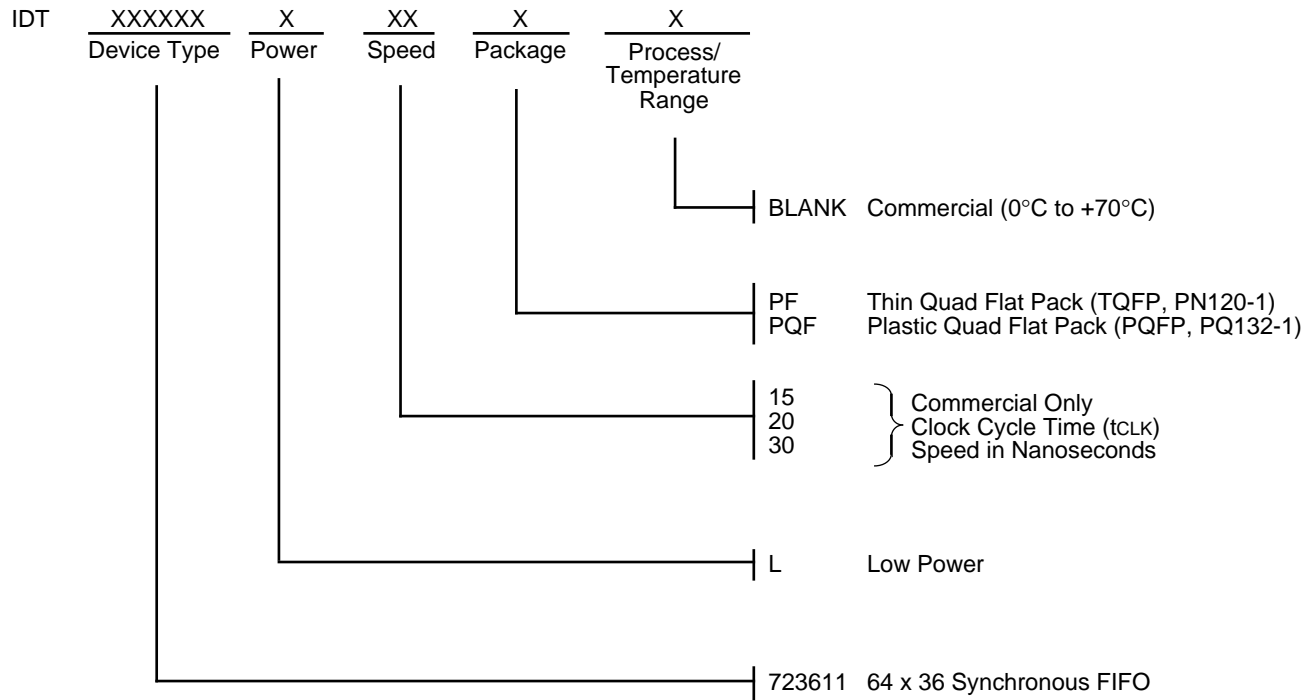 IDT XXXXXX X XX X X
Device Type Power Speed Package Process/
Temperature
Range
BLANK Commercial (0°C to +70°C)
PF Thin Quad Flat Pack (TQFP, PN120-1)
PQF Plastic Quad Flat Pack (PQFP, PQ132-1)
15
20
30
Commercial Only
Clock Cycle Time (tCLK)
Speed in Nanoseconds
L Low Power
723611 64 x 36 Synchronous FIFO